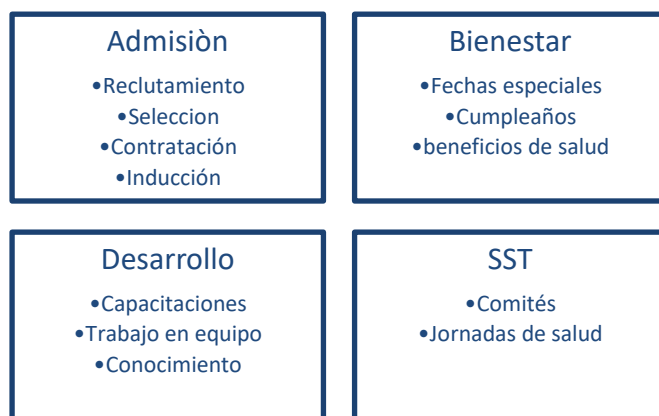 Admisiòn
•Reclutamiento
•Seleccion
•Contratación
•Inducción
Bienestar
•Fechas especiales
•Cumpleaños
•beneficios de salud
Desarrollo
•Capacitaciones
•Trabajo en equipo
•Conocimiento
SST
•Comités
•Jornadas de salud